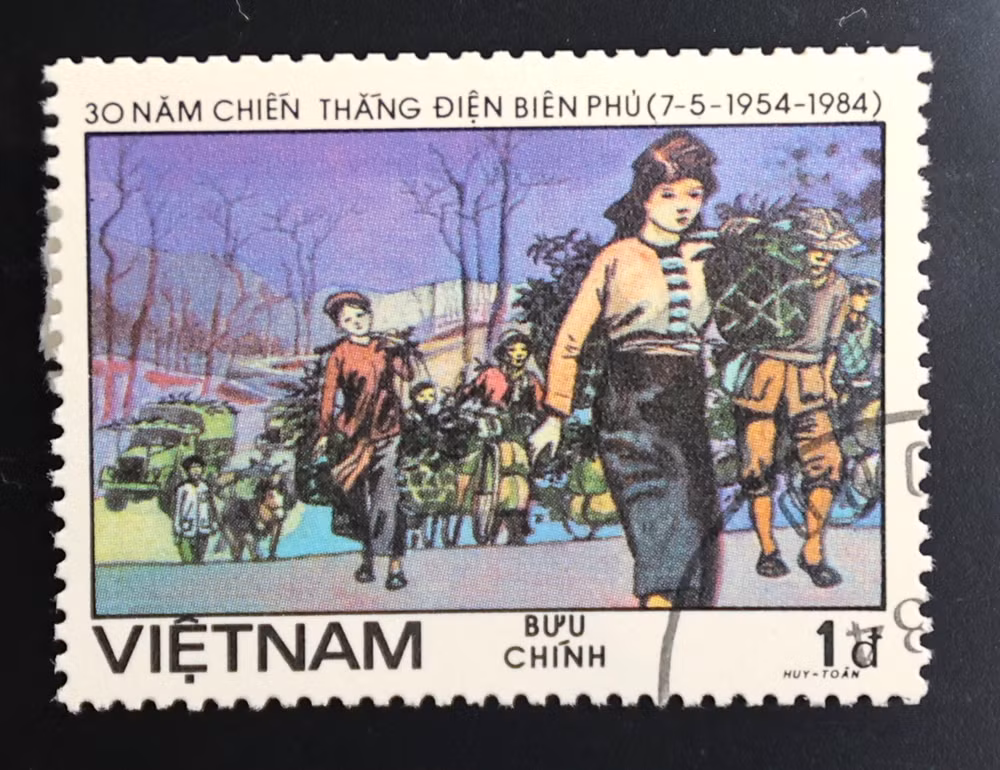 30 NĂM CHIẾN THẮNG ĐIỆN BIÊN PHỦ (7-5-1954-1984)
VIỆTNAM
BƯU
CHÍNH
1đ
HUY-TOÀN